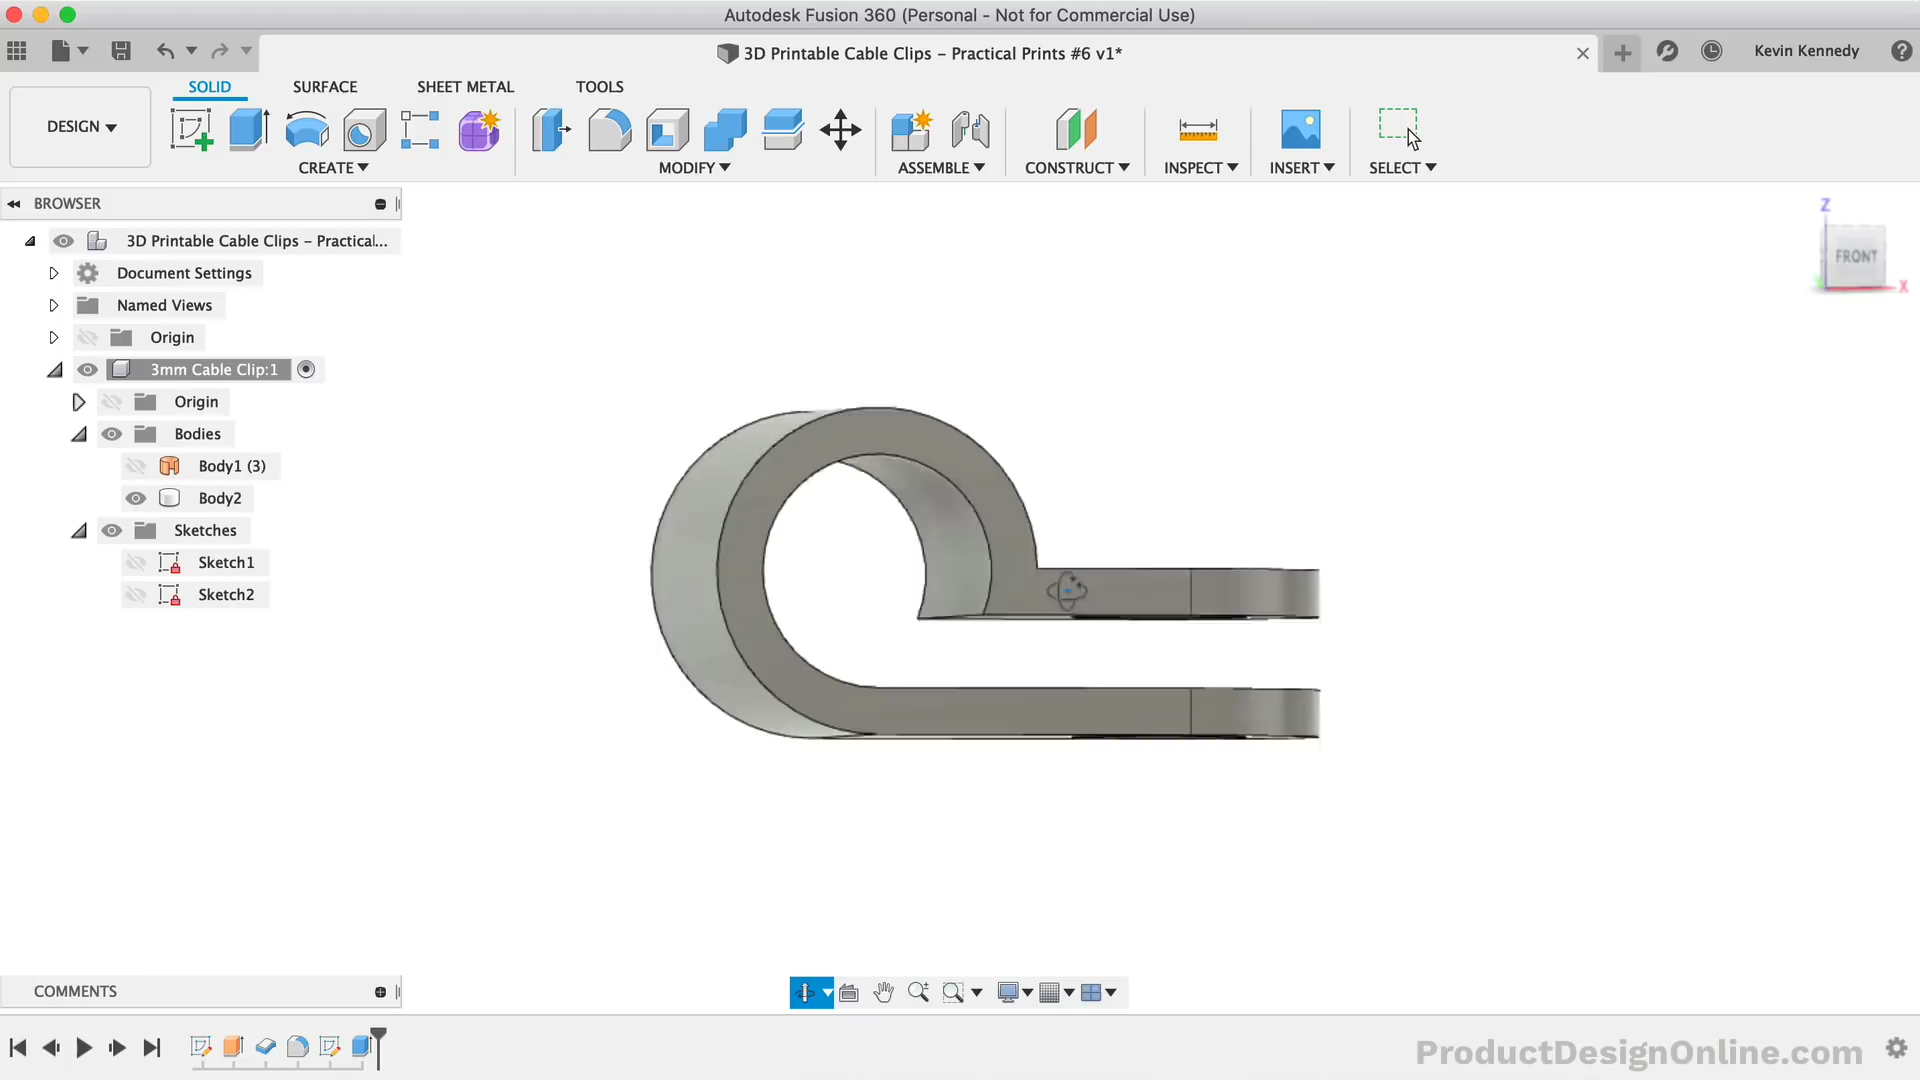 Autodesk Fusion 360 (Personal - Not for Commercial Use)
3D Printable Cable Clips – Practical Prints #6 v1*
Kevin Kennedy
SOLID
SURFACE
SHEET METAL
TOOLS
DESIGN
CREATE
MODIFY
ASSEMBLE
CONSTRUCT
INSPECT
INSERT
SELECT
BROWSER
3D Printable Cable Clips – Practical...
Document Settings
Named Views
Origin
3mm Cable Clip:1
Origin
Bodies
Body1 (3)
Body2
Sketches
Sketch1
Sketch2
Z
FRONT
X
COMMENTS
ProductDesignOnline.com